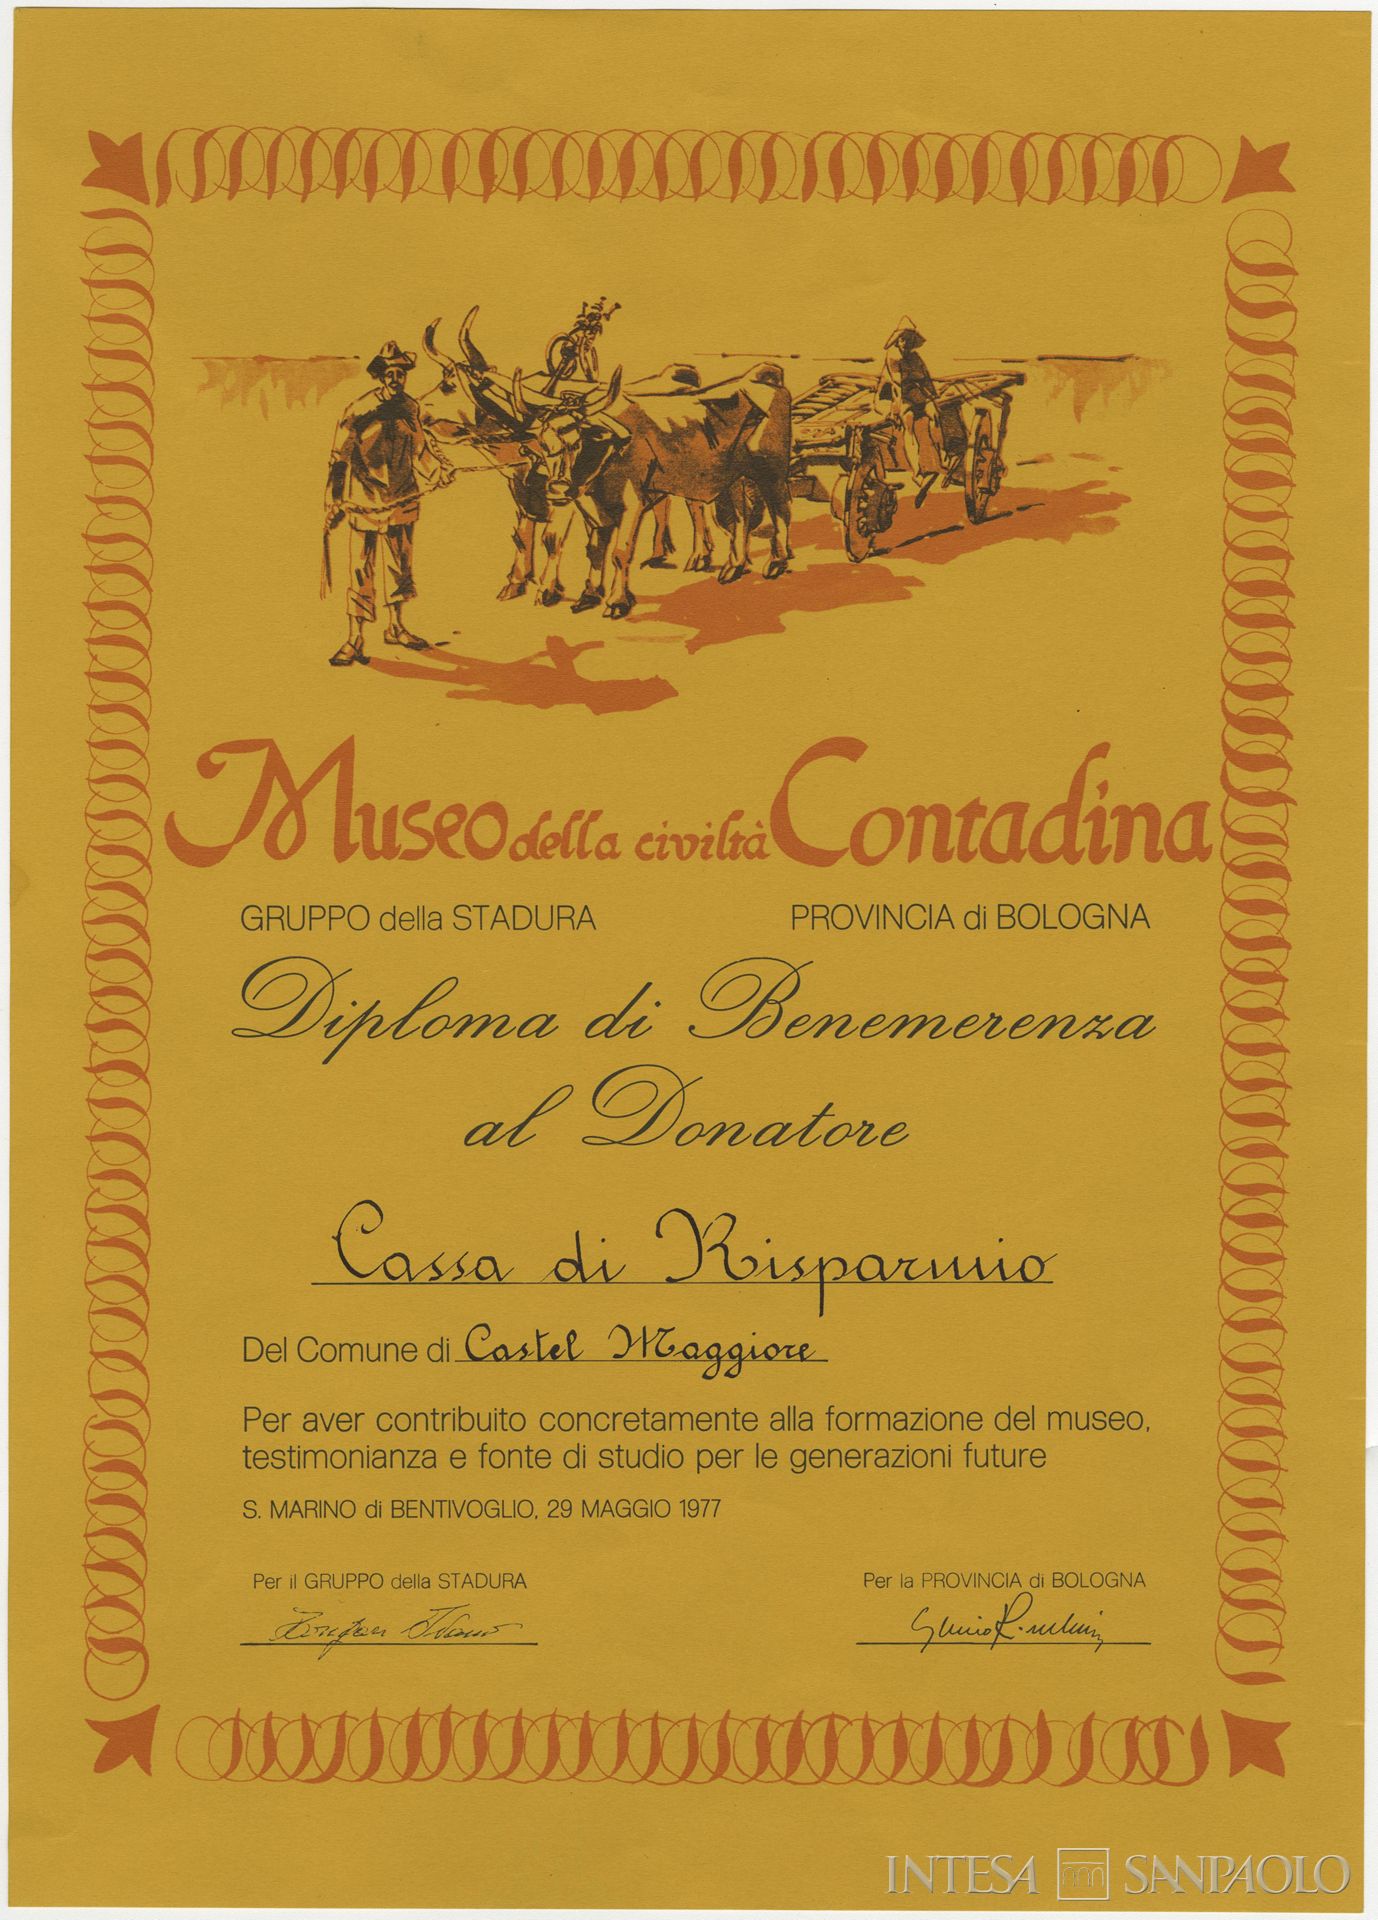 Museo della civiltà Contadina
GRUPPO della STADURA PROVINCIA di BOLOGNA
Diploma di Benemerenza
al Donatore
Cassa di Risparmio
Del Comune di Castel Maggiore
Per aver contribuito concretamente alla formazione del museo,
testimonianza e fonte di studio per le generazioni future
S. MARINO di BENTIVOGLIO, 29 MAGGIO 1977
Per il GRUPPO della STADURA Per la PROVINCIA di BOLOGNA
INTESA SANPAOLO